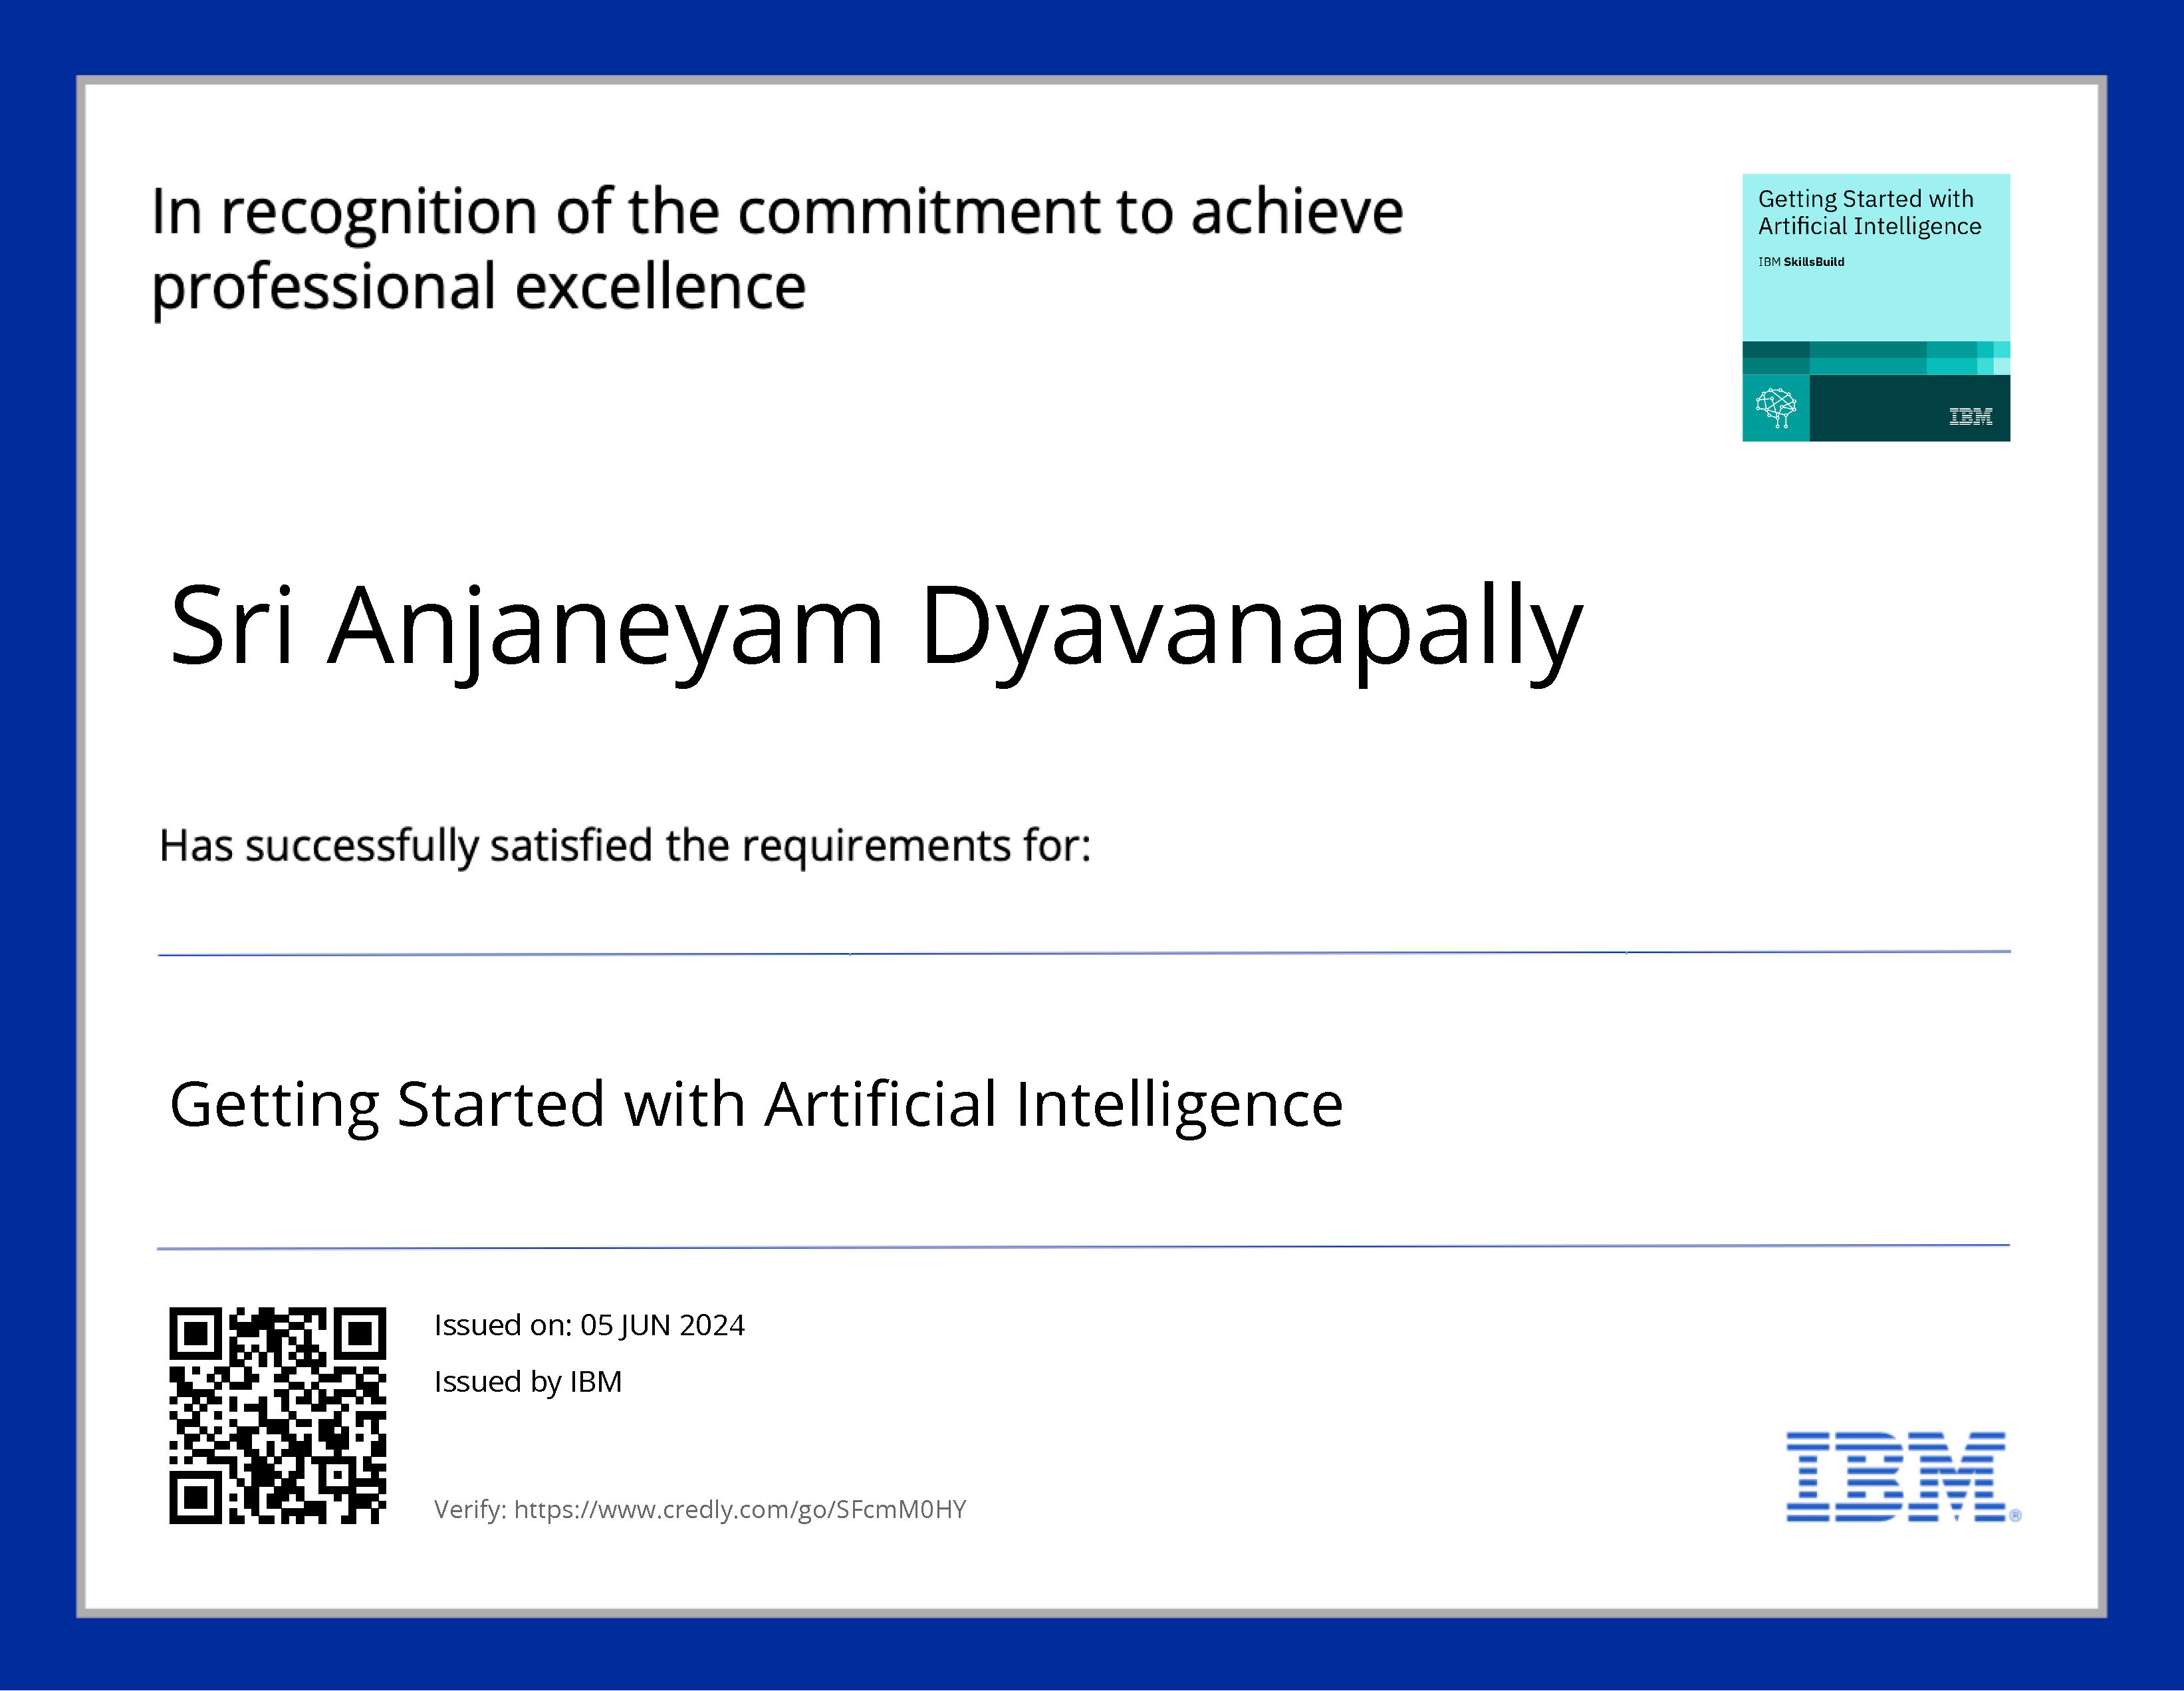 In recognition of the commitment to achieve
professional excellence
Getting Started with
Artificial Intelligence
IBM SkillsBuild
IBM
Sri Anjaneyam Dyavanapally
Has successfully satisfied the requirements for:
Getting Started with Artificial Intelligence
Issued on: 05 JUN 2024
Issued by IBM
Verify: https://www.credly.com/go/SFcmM0HY
IBM®